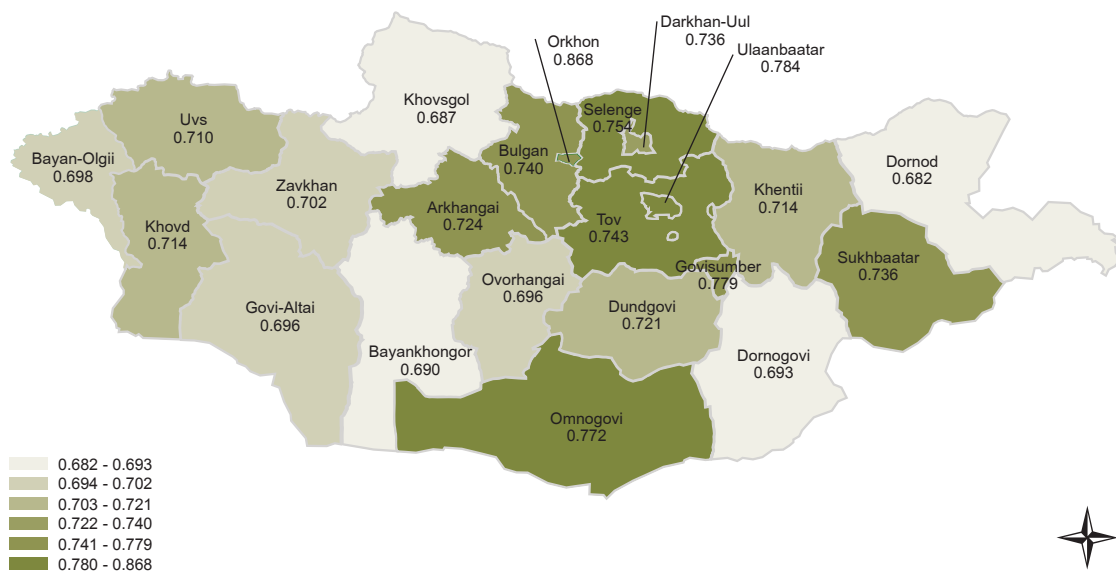 Darkhan-Uul
0.736
Orkhon
0.868
Ulaanbaatar
0.784
Khovsgol
0.687
Selenge
0.754
Uvs
0.710
Bulgan
0.740
Bayan-Olgii
0.698
Dornod
0.682
Zavkhan
0.702
Khentii
0.714
Arkhangai
0.724
Tov
0.743
Khovd
0.714
Sukhbaatar
0.736
Govisumber
0.779
Ovorhangai
0.696
Govi-Altai
0.696
Dundgovi
0.721
Bayankhongor
0.690
Dornogovi
0.693
Omnogovi
0.772
0.682 - 0.693
0.694 - 0.702
0.703 - 0.721
0.722 - 0.740
0.741 - 0.779
0.780 - 0.868